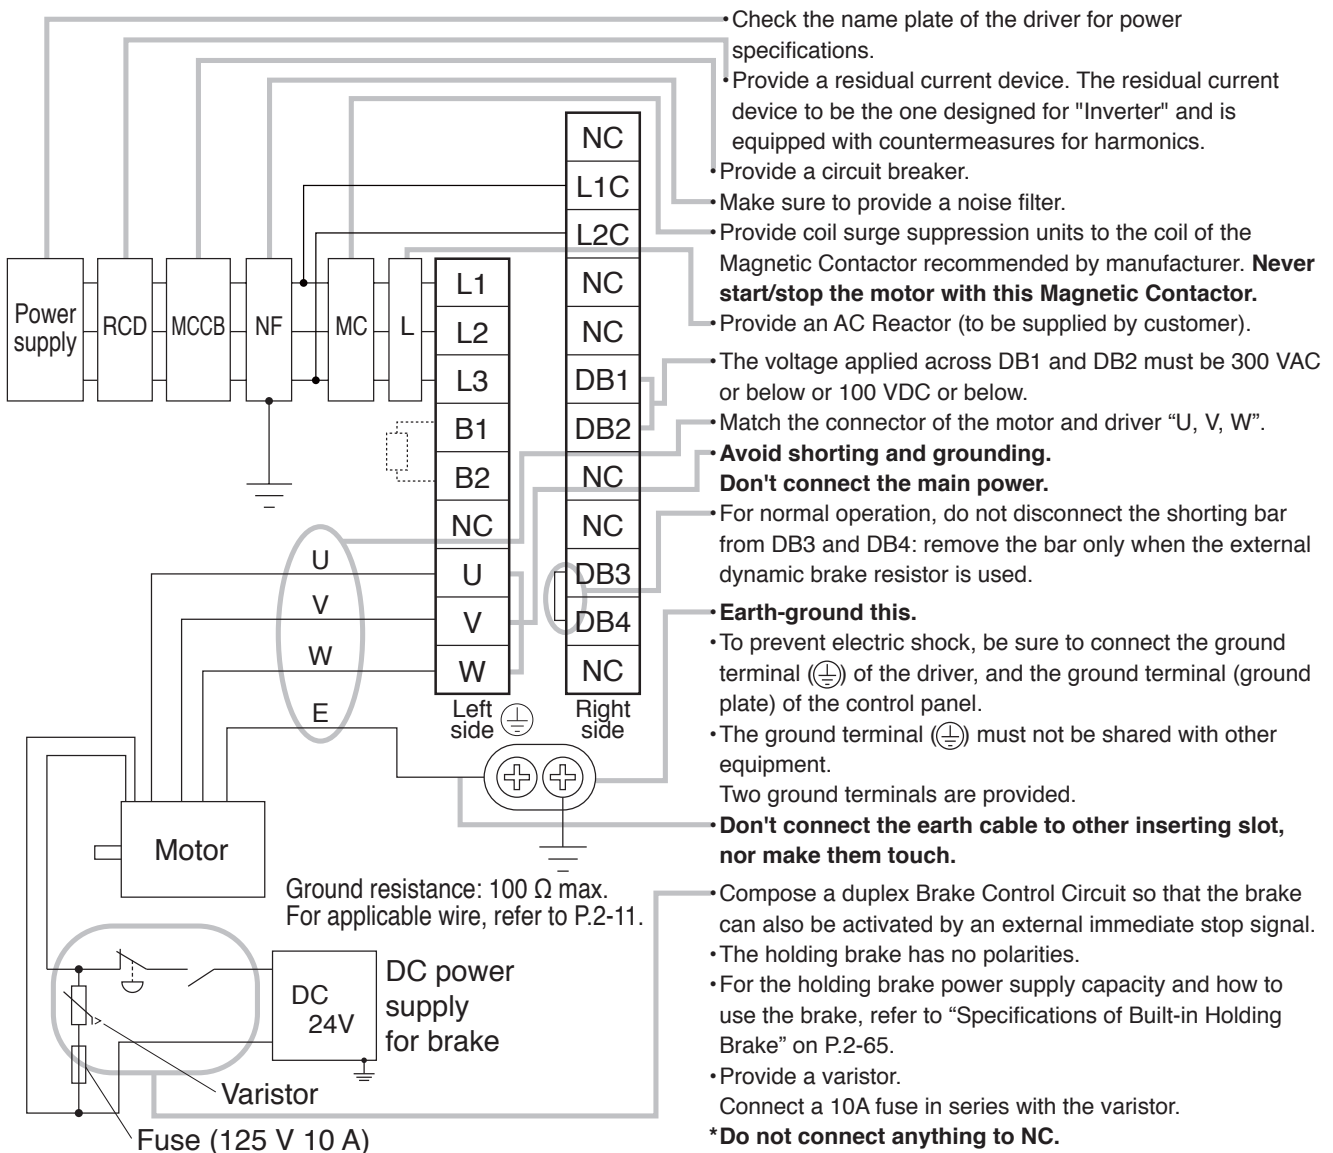 •Check the name plate of the driver for power
specifications.
•Provide a residual current device. The residual current
device to be the one designed for "Inverter" and is
equipped with countermeasures for harmonics.
•Provide a circuit breaker.
•Make sure to provide a noise filter.
•Provide coil surge suppression units to the coil of the
Magnetic Contactor recommended by manufacturer. Never
start/stop the motor with this Magnetic Contactor.
•Provide an AC Reactor (to be supplied by customer).
•The voltage applied across DB1 and DB2 must be 300 VAC
or below or 100 VDC or below.
•Match the connector of the motor and driver “U, V, W”.
•Avoid shorting and grounding.
Don't connect the main power.
•For normal operation, do not disconnect the shorting bar
from DB3 and DB4: remove the bar only when the external
dynamic brake resistor is used.
•Earth-ground this.
•To prevent electric shock, be sure to connect the ground
terminal (⏚) of the driver, and the ground terminal (ground
plate) of the control panel.
•The ground terminal (⏚) must not be shared with other
equipment.
Two ground terminals are provided.
•Don't connect the earth cable to other inserting slot,
nor make them touch.
•Compose a duplex Brake Control Circuit so that the brake
can also be activated by an external immediate stop signal.
•The holding brake has no polarities.
•For the holding brake power supply capacity and how to
use the brake, refer to “Specifications of Built-in Holding
Brake” on P.2-65.
•Provide a varistor.
Connect a 10A fuse in series with the varistor.
*Do not connect anything to NC.
Power
supply
RCD
MCCB
NF
MC
L
L1
L2
L3
B1
B2
NC
U
V
W
Left
side
NC
L1C
L2C
NC
NC
DB1
DB2
NC
NC
DB3
DB4
NC
Right
side
U
V
W
E
Motor
Ground resistance: 100 Ω max.
For applicable wire, refer to P.2-11.
DC
24V
DC power
supply
for brake
Varistor
Fuse (125 V 10 A)